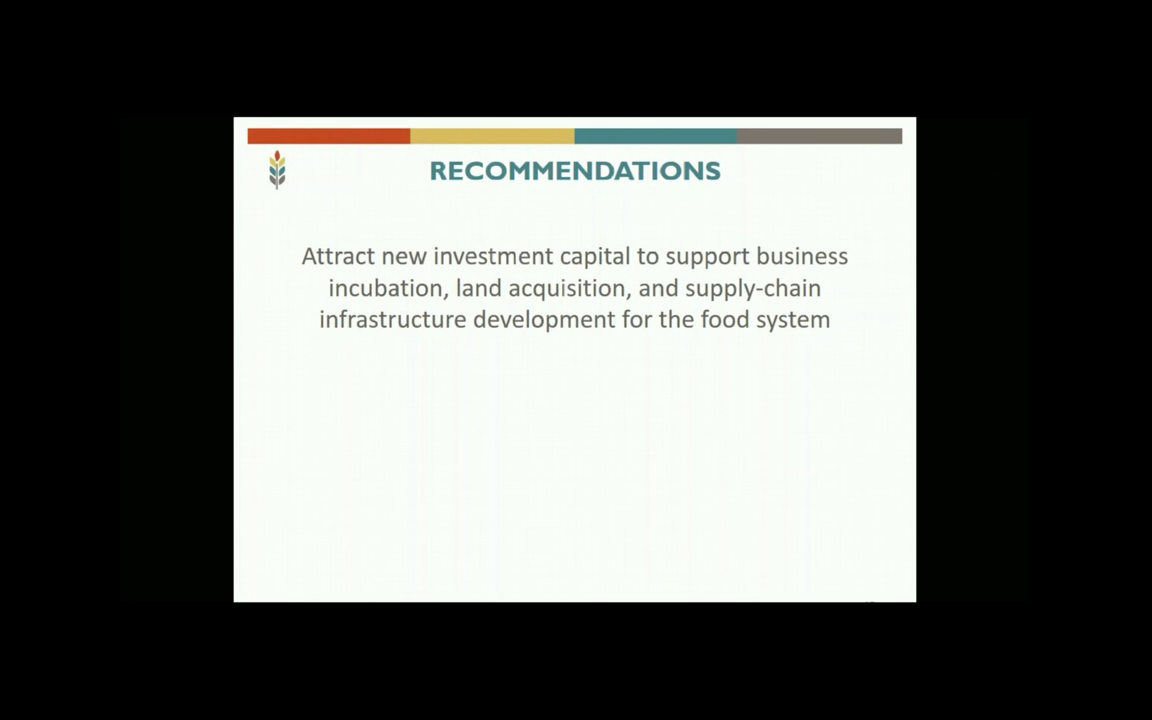 RECOMMENDATIONS
Attract new investment capital to support business
incubation, land acquisition, and supply-chain
infrastructure development for the food system